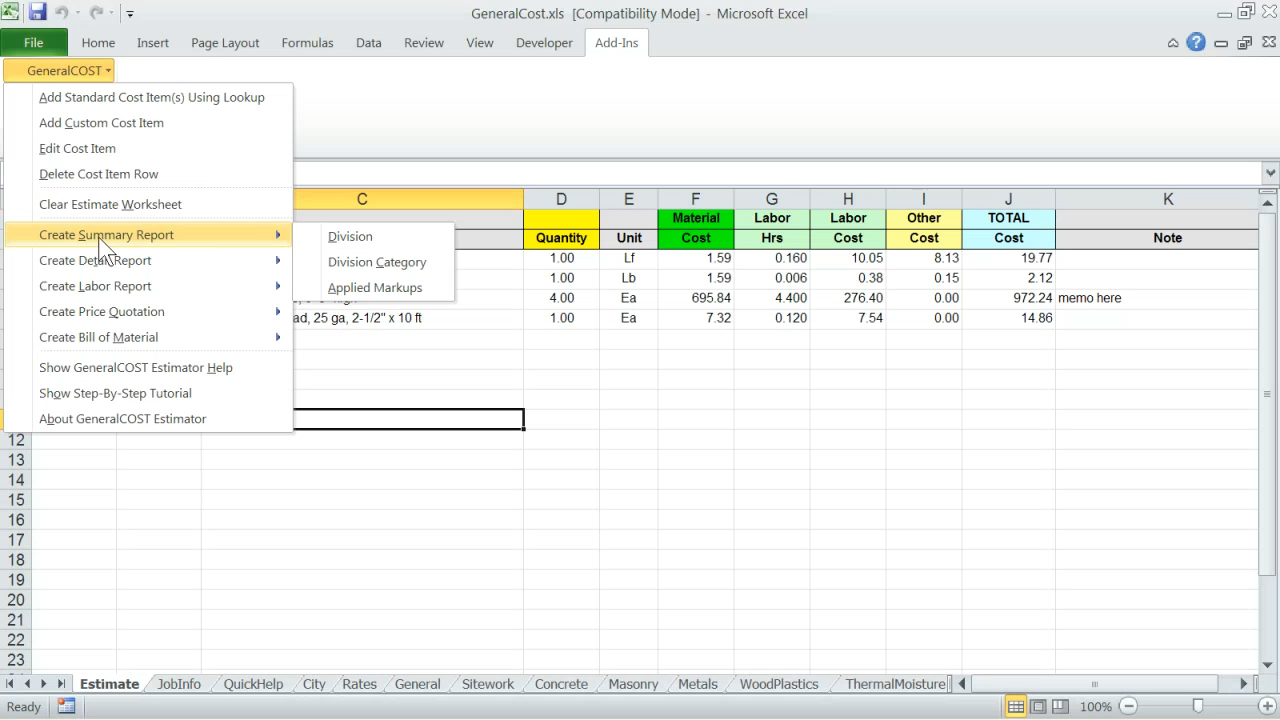 GeneralCost.xls [Compatibility Mode] - Microsoft Excel
File Home Insert Page Layout Formulas Data Review View Developer Add-Ins
GeneralCOST
Add Standard Cost Item(s) Using Lookup
Add Custom Cost Item
Edit Cost Item
Delete Cost Item Row
Clear Estimate Worksheet
Create Summary Report
Create Detail Report
Create Labor Report
Create Price Quotation
Create Bill of Material
Show GeneralCOST Estimator Help
Show Step-By-Step Tutorial
About GeneralCOST Estimator
Division
Division Category
Applied Markups
C D E F G H I J K
Material Labor Labor Other TOTAL
Quantity Unit Cost Hrs Cost Cost Cost Note
1.00 Lf 1.59 0.160 10.05 8.13 19.77
1.00 Lb 1.59 0.006 0.38 0.15 2.12
4.00 Ea 695.84 4.400 276.40 0.00 972.24 memo here
ad, 25 ga, 2-1/2" x 10 ft 1.00 Ea 7.32 0.120 7.54 0.00 14.86
12
13
14
15
16
17
18
19
20
21
22
23
Estimate JobInfo QuickHelp City Rates General Sitework Concrete Masonry Metals WoodPlastics ThermalMoisture
Ready 100%